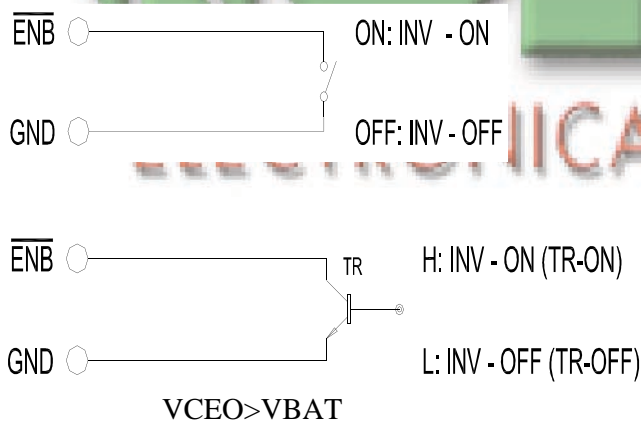 ENB ON: INV - ON
GND OFF: INV - OFF
ENB TR H: INV - ON (TR-ON)
GND L: INV - OFF (TR-OFF)
VCEO>VBAT